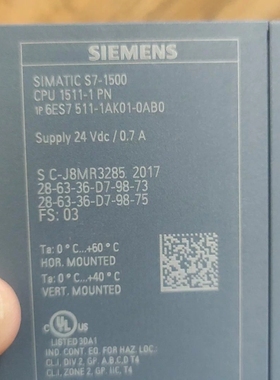 SIEMENS
SIMATIC S7-1500
CPU 1511-1 PN
1P 6ES7 511-1AK01-0AB0
Supply 24 Vdc / 0.7 A
S C-J8MR3285 2017
28-63-36-D7-98-73
28-63-36-D7-98-75
FS: 03
Ta: 0°C...+60°C
HOR. MOUNTED
Ta: 0°C...+40°C
VERT. MOUNTED
C UL US
LISTED 30A1
IND. CONT. EQ. FOR HAZ. LOC.
CL.I, DIV.2, GP. A,B,C,D T4
CL.I, ZONE 2, GP. IIC, T4